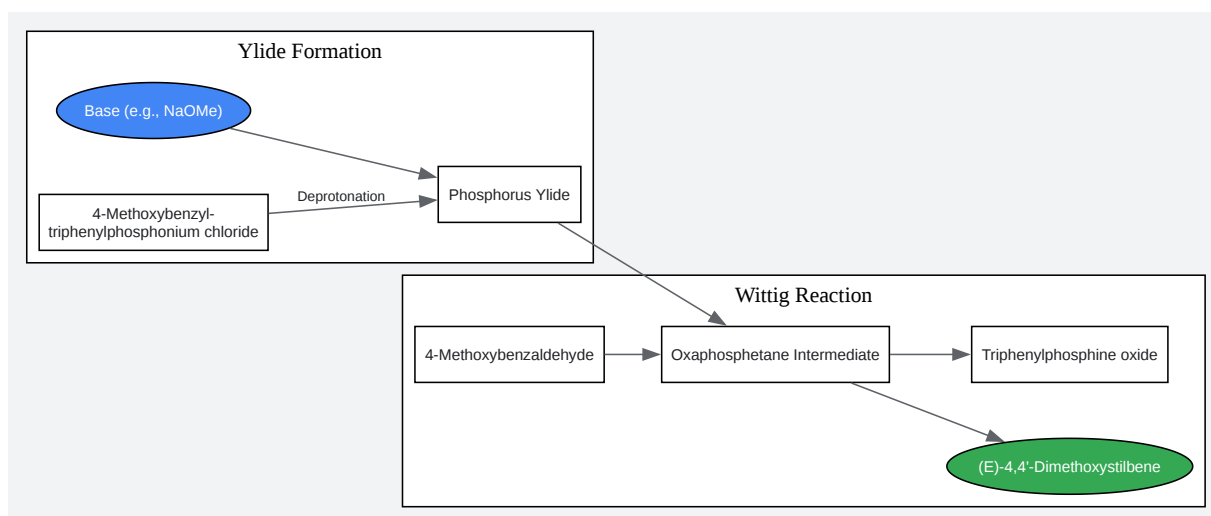 Ylide Formation
Base (e.g., NaOMe)
Deprotonation
4-Methoxybenzyl-
triphenylphosphonium chloride
Phosphorus Ylide
Wittig Reaction
4-Methoxybenzaldehyde
Oxaphosphetane Intermediate
Triphenylphosphine oxide
(E)-4,4'-Dimethoxystilbene